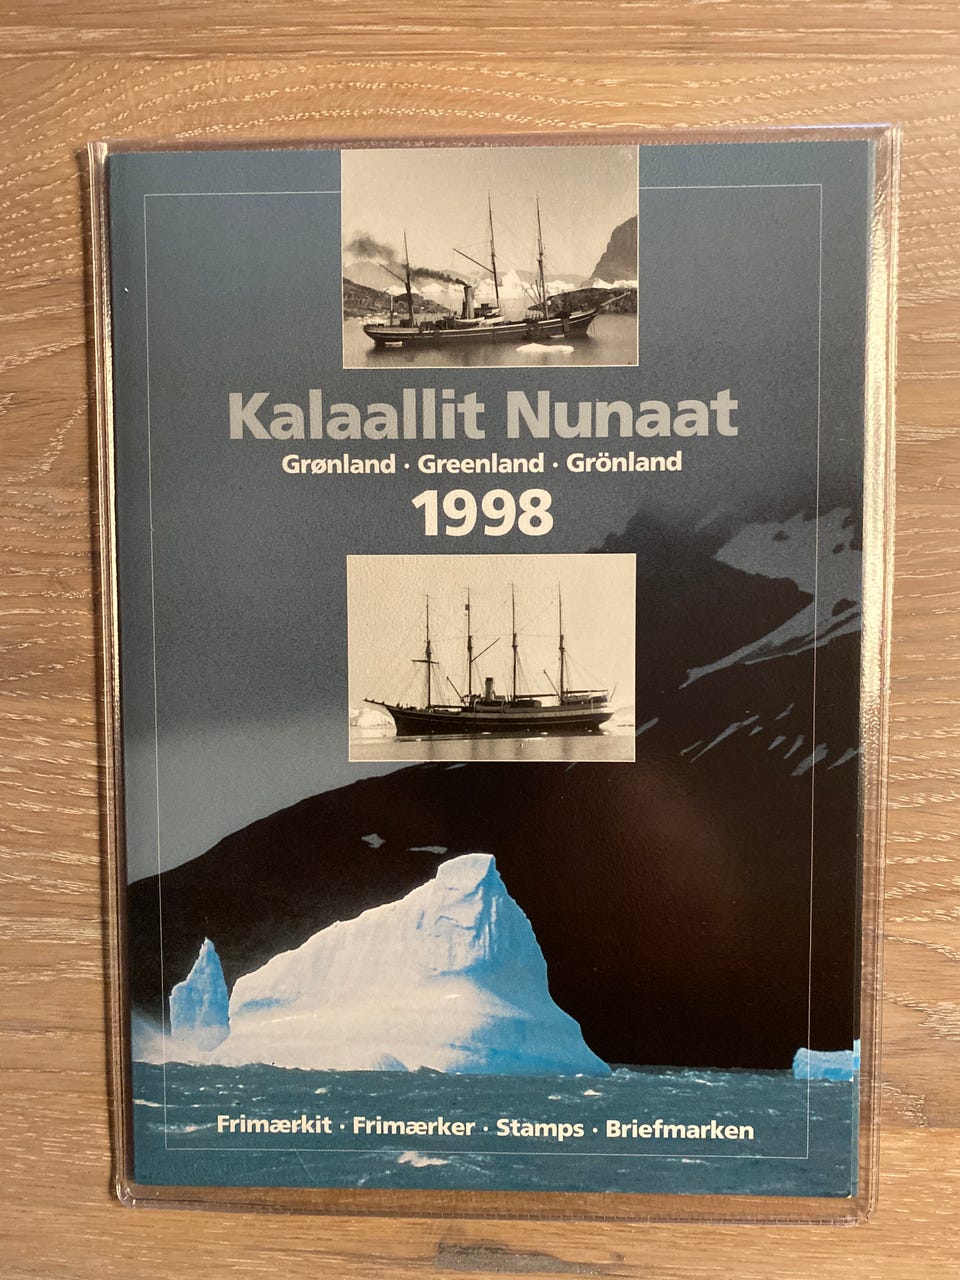 Kalaallit Nunaat
Grønland · Greenland · Grönland
1998
Frimærkit · Frimærker · Stamps · Briefmarken